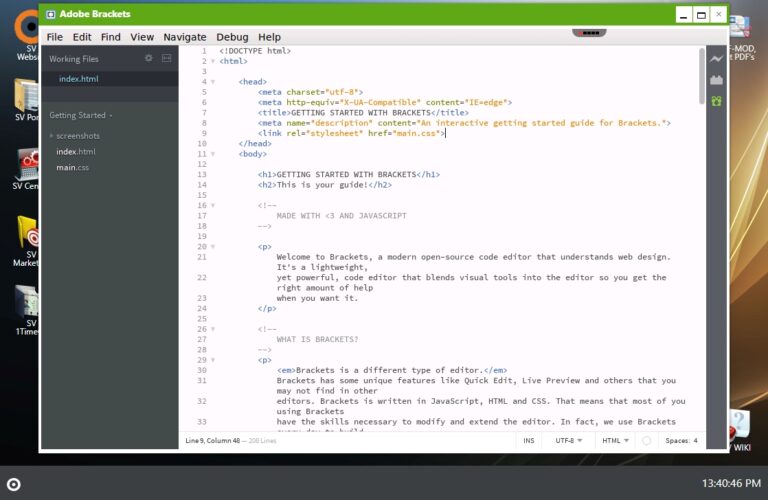 Adobe Brackets
SV
Websi
SV Por
SV Cen
SV
Market
SV
1Time
File Edit Find View Navigate Debug Help
Working Files
index.html
Getting Started
screenshots
index.html
main.css
1 <!DOCTYPE html>
2 <html>
3
4 <head>
5 <meta charset="utf-8">
6 <meta http-equiv="X-UA-Compatible" content="IE=edge">
7 <title>GETTING STARTED WITH BRACKETS</title>
8 <meta name="description" content="An interactive getting started guide for Brackets.">
9 <link rel="stylesheet" href="main.css">
10 </head>
11 <body>
12
13 <h1>GETTING STARTED WITH BRACKETS</h1>
14 <h2>This is your guide!</h2>
15
16 <!--
17 MADE WITH <3 AND JAVASCRIPT
18 -->
19
20 <p>
21 Welcome to Brackets, a modern open-source code editor that understands web design.
It's a lightweight,
22 yet powerful, code editor that blends visual tools into the editor so you get the
right amount of help
23 when you want it.
24 </p>
25
26 <!--
27 WHAT IS BRACKETS?
28 -->
29 <p>
30 <em>Brackets is a different type of editor.</em>
31 Brackets has some unique features like Quick Edit, Live Preview and others that you
may not find in other
32 editors. Brackets is written in JavaScript, HTML and CSS. That means that most of you
using Brackets
33 have the skills necessary to modify and extend the editor. In fact, we use Brackets
every day to build
Line 9, Column 48 — 208 Lines
INS UTF-8 HTML Spaces: 4
F-MOD,
t PDF's
WIKI
13:40:46 PM